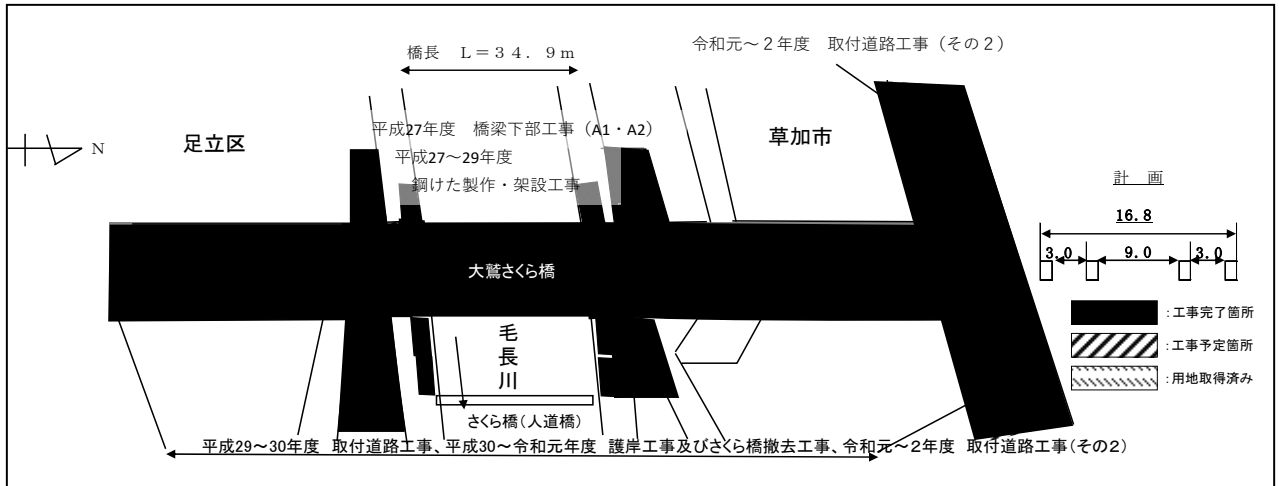 令和元~2年度 取付道路工事(その2)
橋長 L=34.9m
平成27年度 橋梁下部工事(A1・A2)
足立区
草加市
N
平成27~29年度
鋼けた製作・架設工事
計 画
16.8
3.0 9.0 3.0
大鷲さくら橋
:工事完了箇所
毛長川
:工事予定箇所
:用地取得済み
さくら橋(人道橋)
平成29~30年度 取付道路工事、平成30~令和元年度 護岸工事及びさくら橋撤去工事、令和元~2年度 取付道路工事(その2)